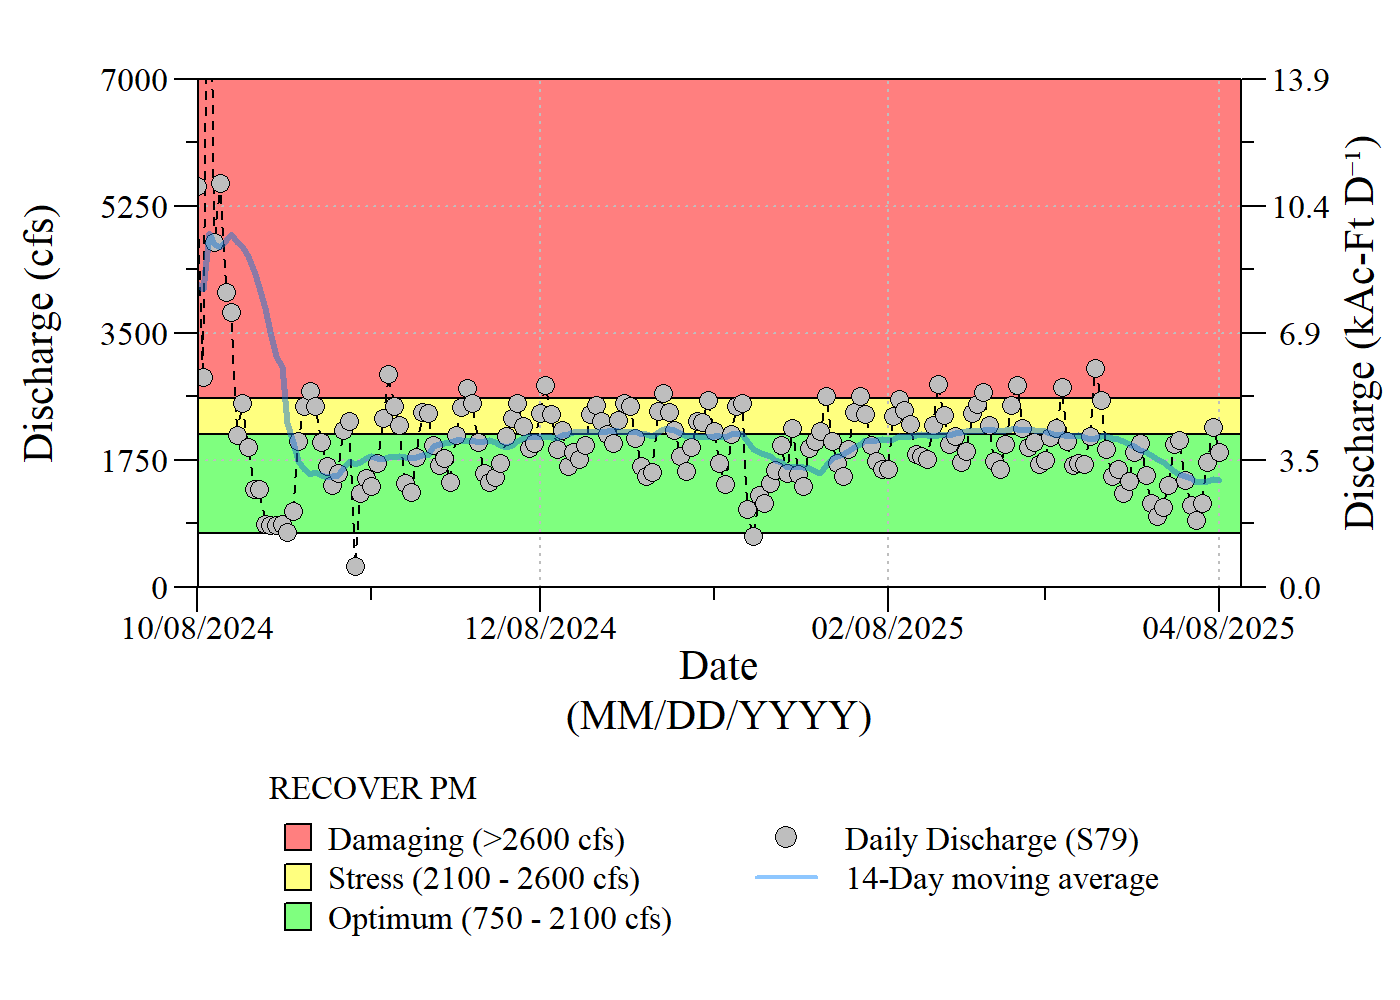 7000
5250
3500
1750
0
13.9
10.4
6.9
3.5
0.0
Discharge (cfs)
Discharge (kAc-Ft D⁻¹)
10/08/2024
12/08/2024
02/08/2025
04/08/2025
Date
(MM/DD/YYYY)
RECOVER PM
Damaging (>2600 cfs)
Stress (2100 - 2600 cfs)
Optimum (750 - 2100 cfs)
Daily Discharge (S79)
14-Day moving average